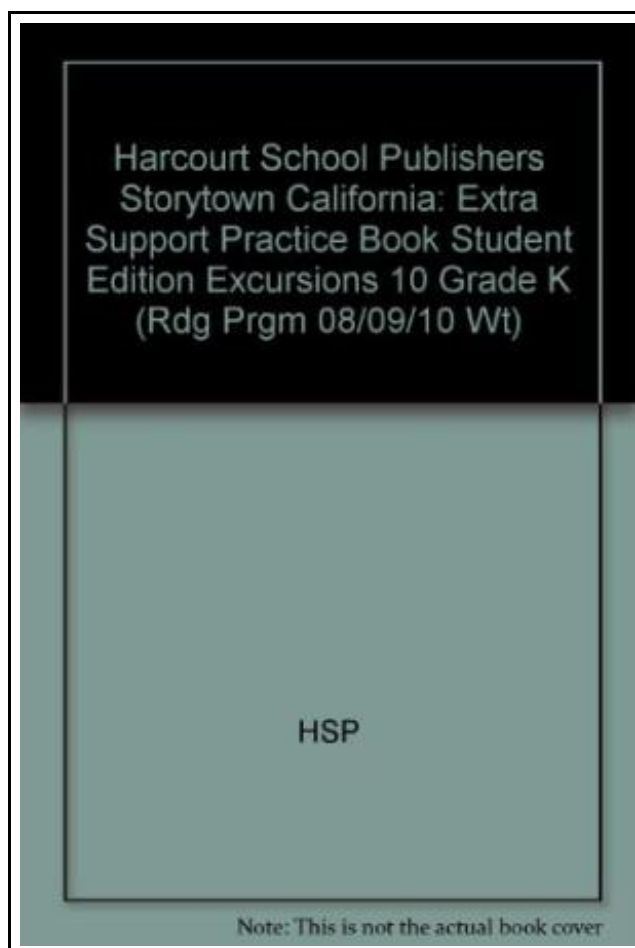 Harcourt School Publishers
Storytown California: Extra
Support Practice Book Student
Edition Excursions 10 Grade K
(Rdg Prgm 08/09/10 Wt)
HSP
Note: This is not the actual book cover